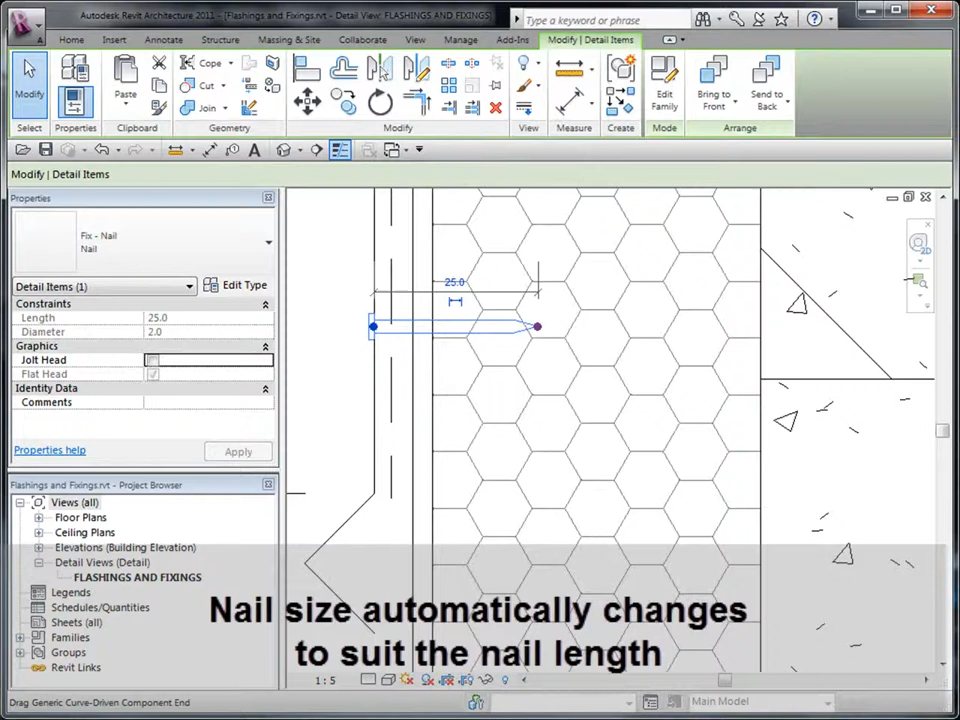 Autodesk Revit Architecture 2011 - [Flashings and Fixings.rvt - Detail View: FLASHINGS AND FIXINGS]
Type a keyword or phrase
Home Insert Annotate Structure Massing & Site Collaborate View Manage Add-Ins Modify | Detail Items
Modify Properties Paste Cope Cut Join Edit Family Bring to Front Send to Back
Select Properties Clipboard Geometry Modify View Measure Create Mode Arrange
Modify | Detail Items
Properties
Fix - Nail
Nail
Detail Items (1) Edit Type
Constraints
Length 25.0
Diameter 2.0
Graphics
Jolt Head
Flat Head
Identity Data
Comments
Properties help Apply
25.0
2D
Flashings and Fixings.rvt - Project Browser
Views (all)
Floor Plans
Ceiling Plans
Elevations (Building Elevation)
Detail Views (Detail)
FLASHINGS AND FIXINGS
Legends
Schedules/Quantities
Sheets (all)
Families
Groups
Revit Links
Nail size automatically changes
to suit the nail length
1 : 5
Drag Generic Curve-Driven Component End
Main Model